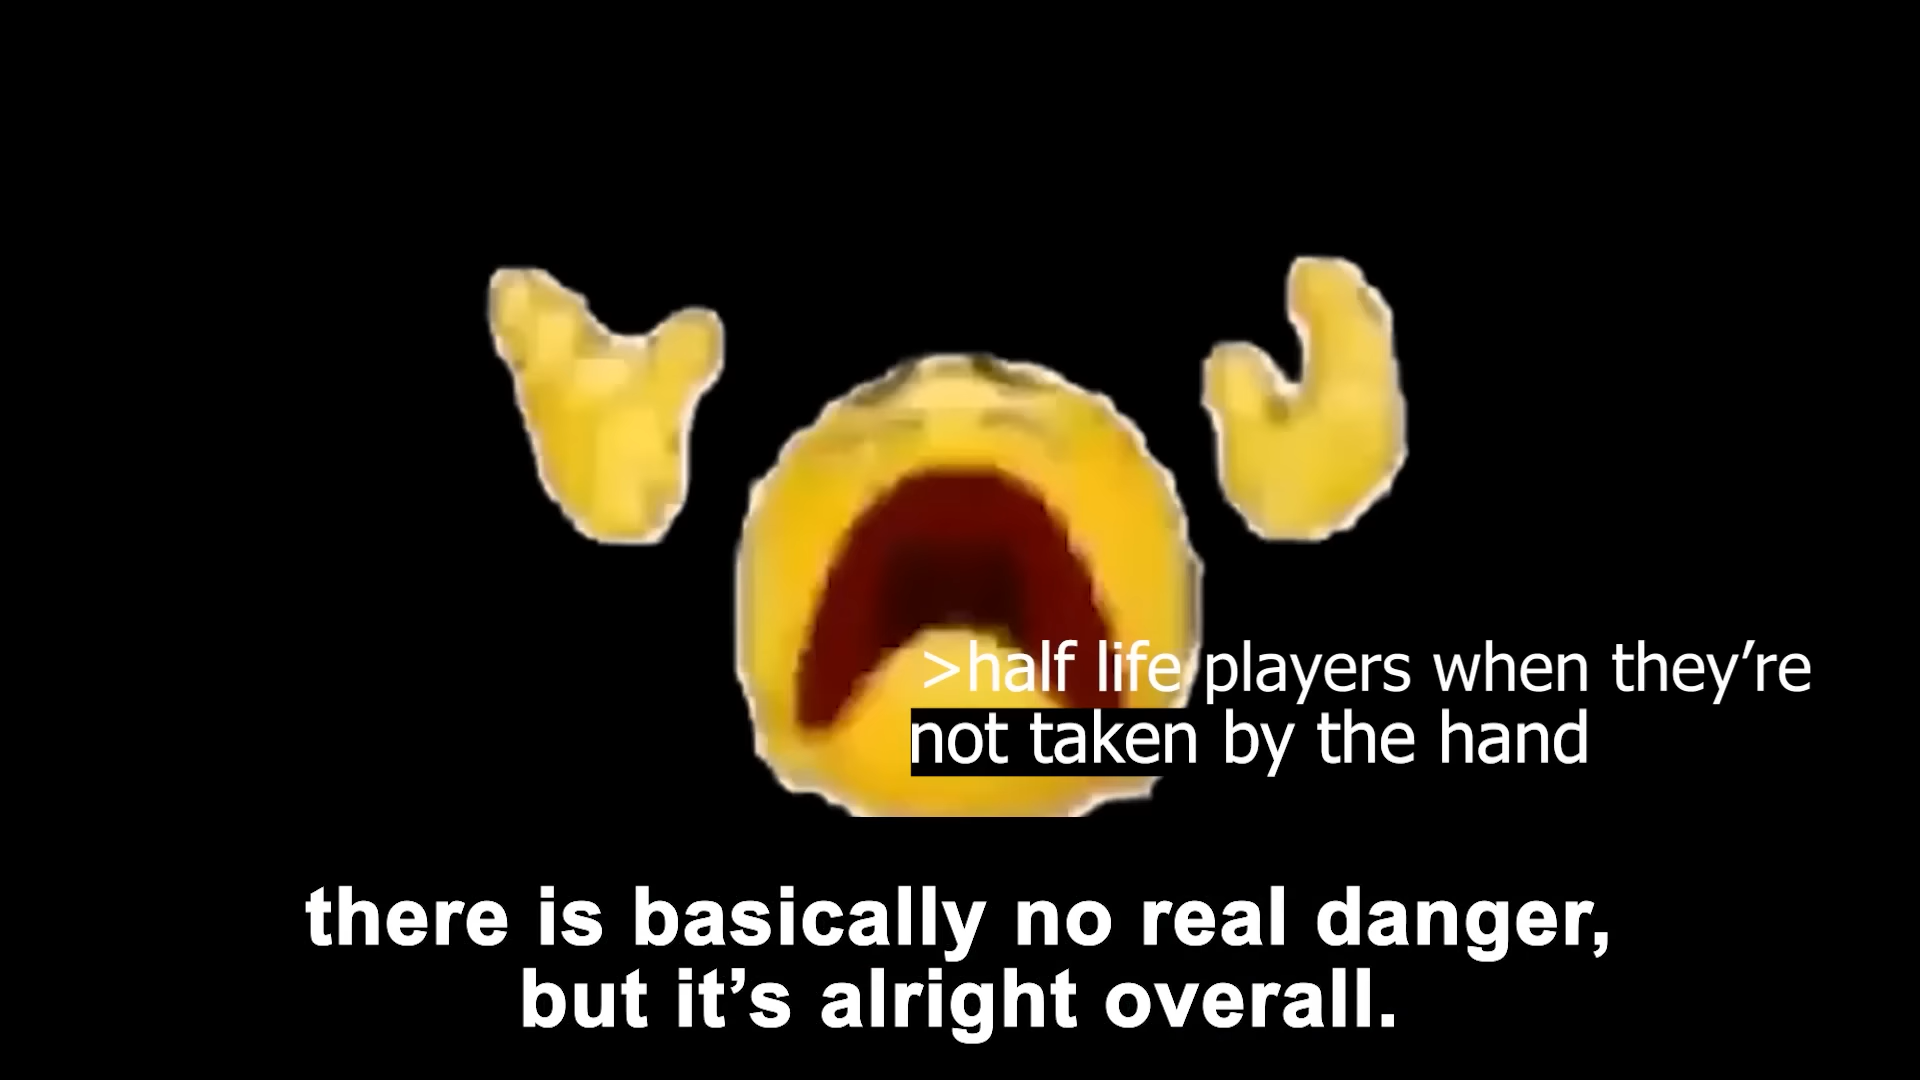 >half life players when they’re
not taken by the hand
there is basically no real danger,
but it’s alright overall.